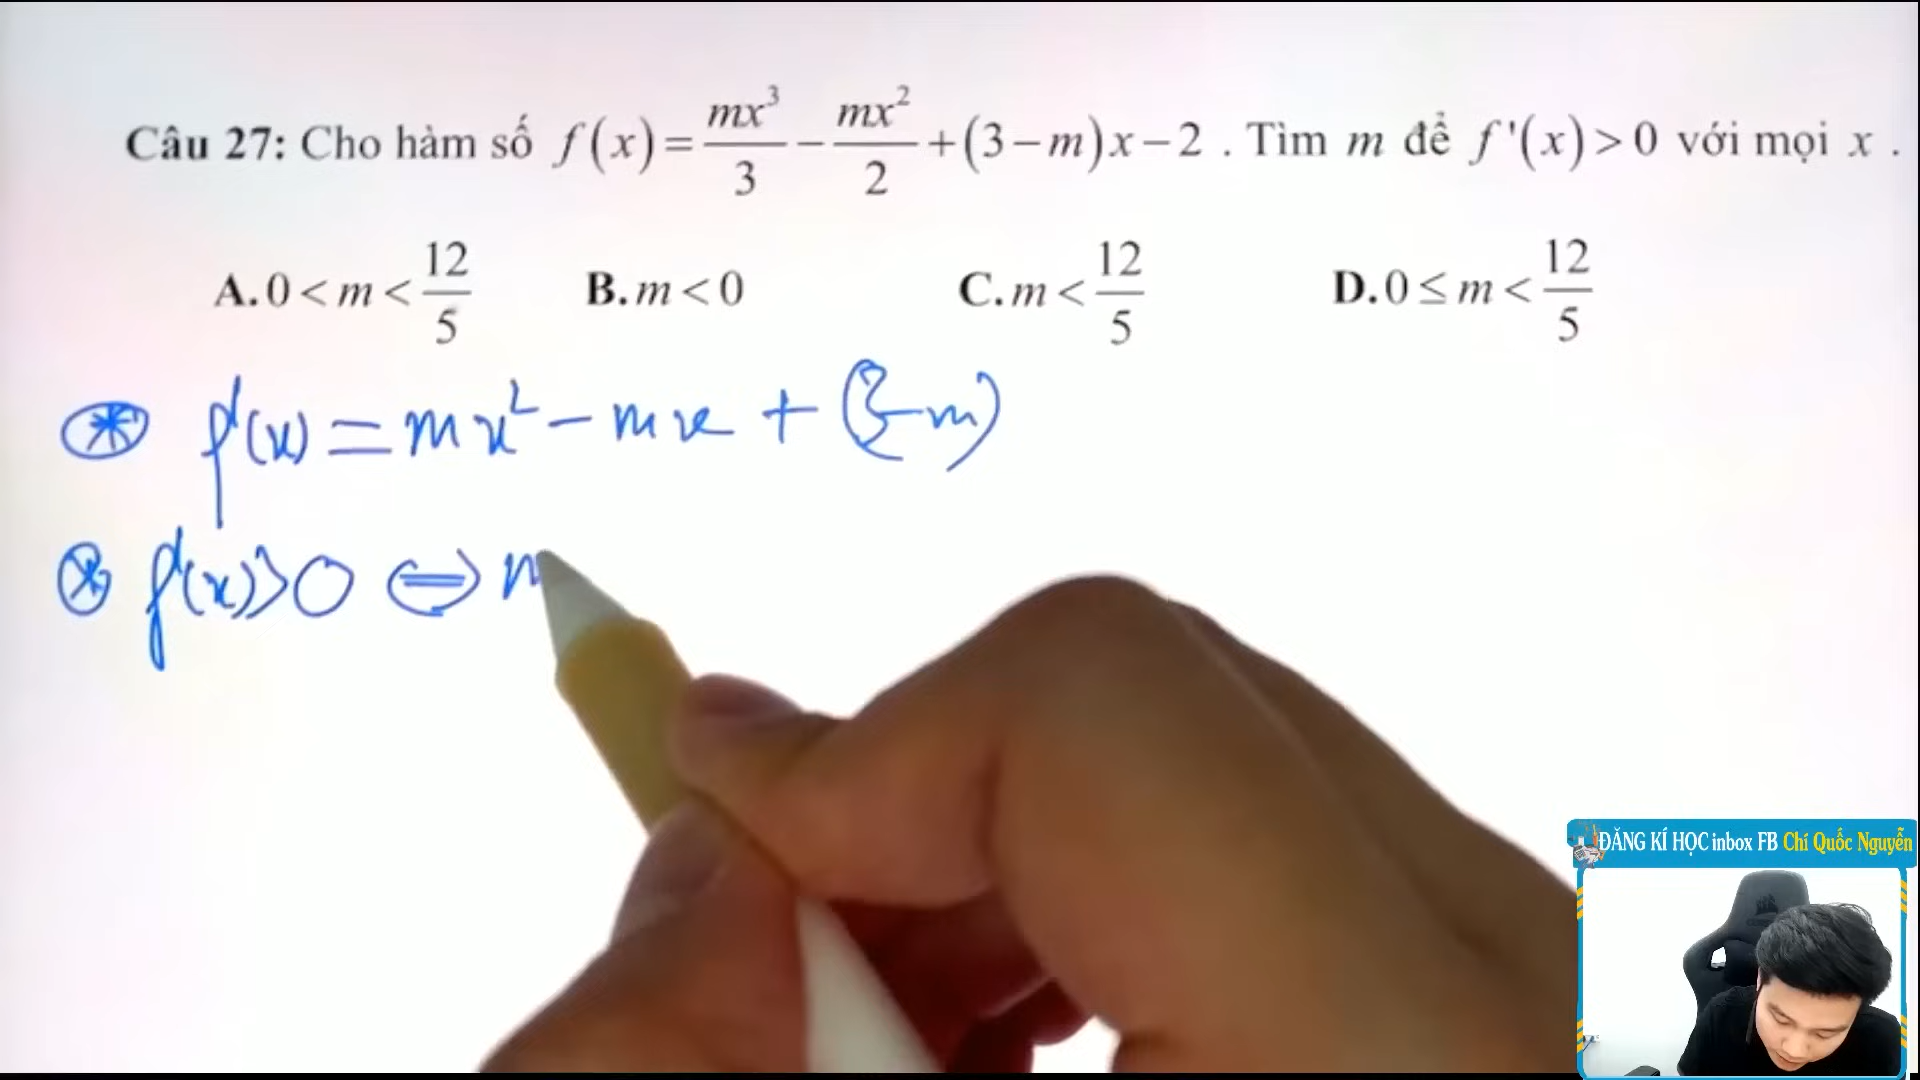 Câu 27: Cho hàm số f(x) = mx³/3 − mx²/2 + (3−m)x − 2 . Tìm m để f'(x) > 0 với mọi x .
A. 0 < m < 12/5 B. m < 0 C. m < 12/5 D. 0 ≤ m < 12/5
f'(x) = mx² − mx + (3−m)
f'(x) > 0 ⇔ m
ĐĂNG KÍ HỌC inbox FB Chí Quốc Nguyễn